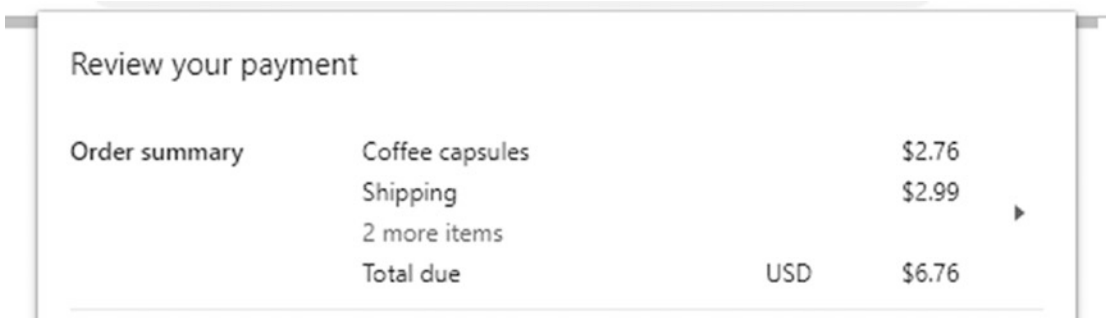 Review your payment
Order summary Coffee capsules $2.76
Shipping $2.99
2 more items
Total due USD $6.76